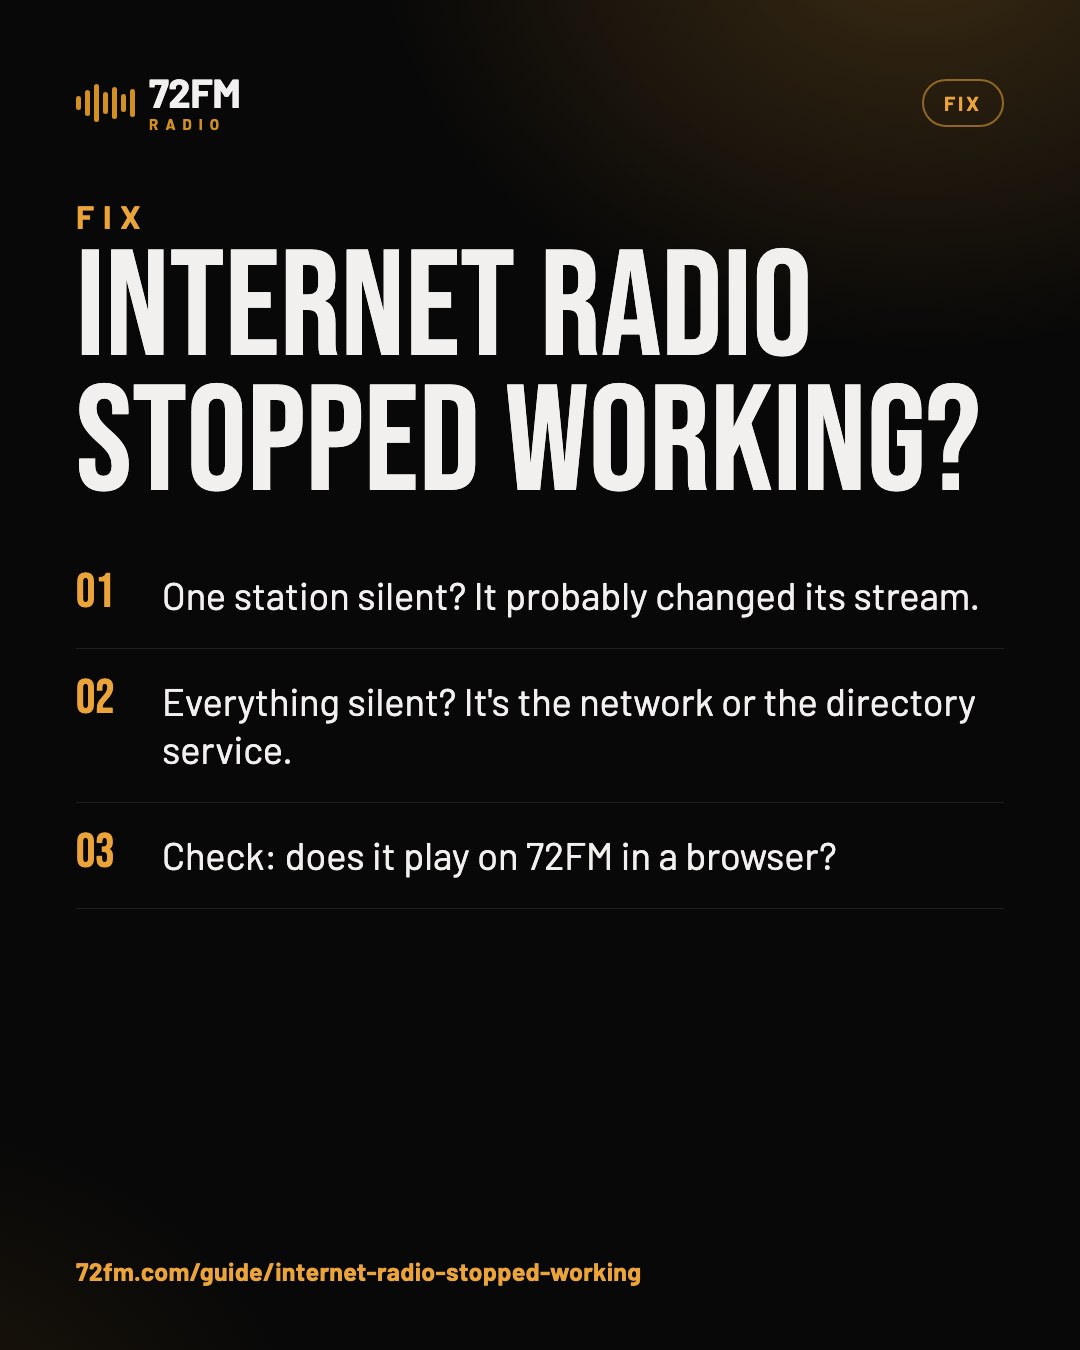 72FM
RADIO
FIX
FIX
INTERNET RADIO
STOPPED WORKING?
01 One station silent? It probably changed its stream.
02 Everything silent? It's the network or the directory
service.
03 Check: does it play on 72FM in a browser?
72fm.com/guide/internet-radio-stopped-working